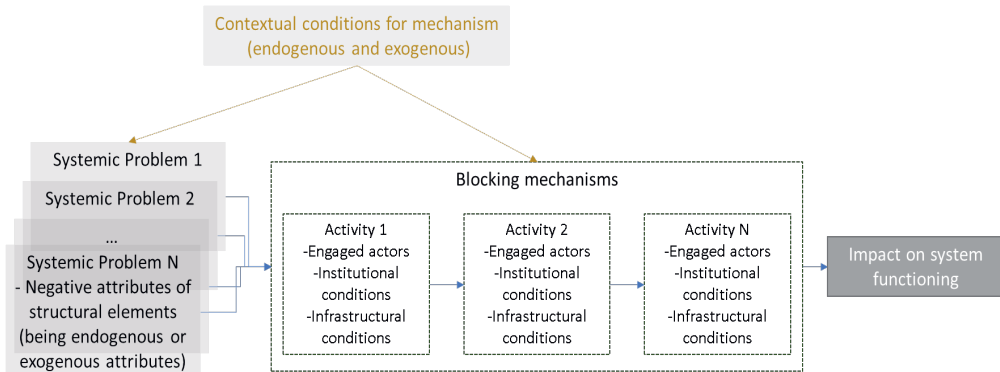 Contextual conditions for mechanism
(endogenous and exogenous)
Systemic Problem 1
Systemic Problem 2
...
Systemic Problem N
- Negative attributes of
structural elements
(being endogenous or
exogenous attributes)
Blocking mechanisms
Activity 1
-Engaged actors
-Institutional
conditions
-Infrastructural
conditions
Activity 2
-Engaged actors
-Institutional
conditions
-Infrastructural
conditions
Activity N
-Engaged actors
-Institutional
conditions
-Infrastructural
conditions
Impact on system
functioning